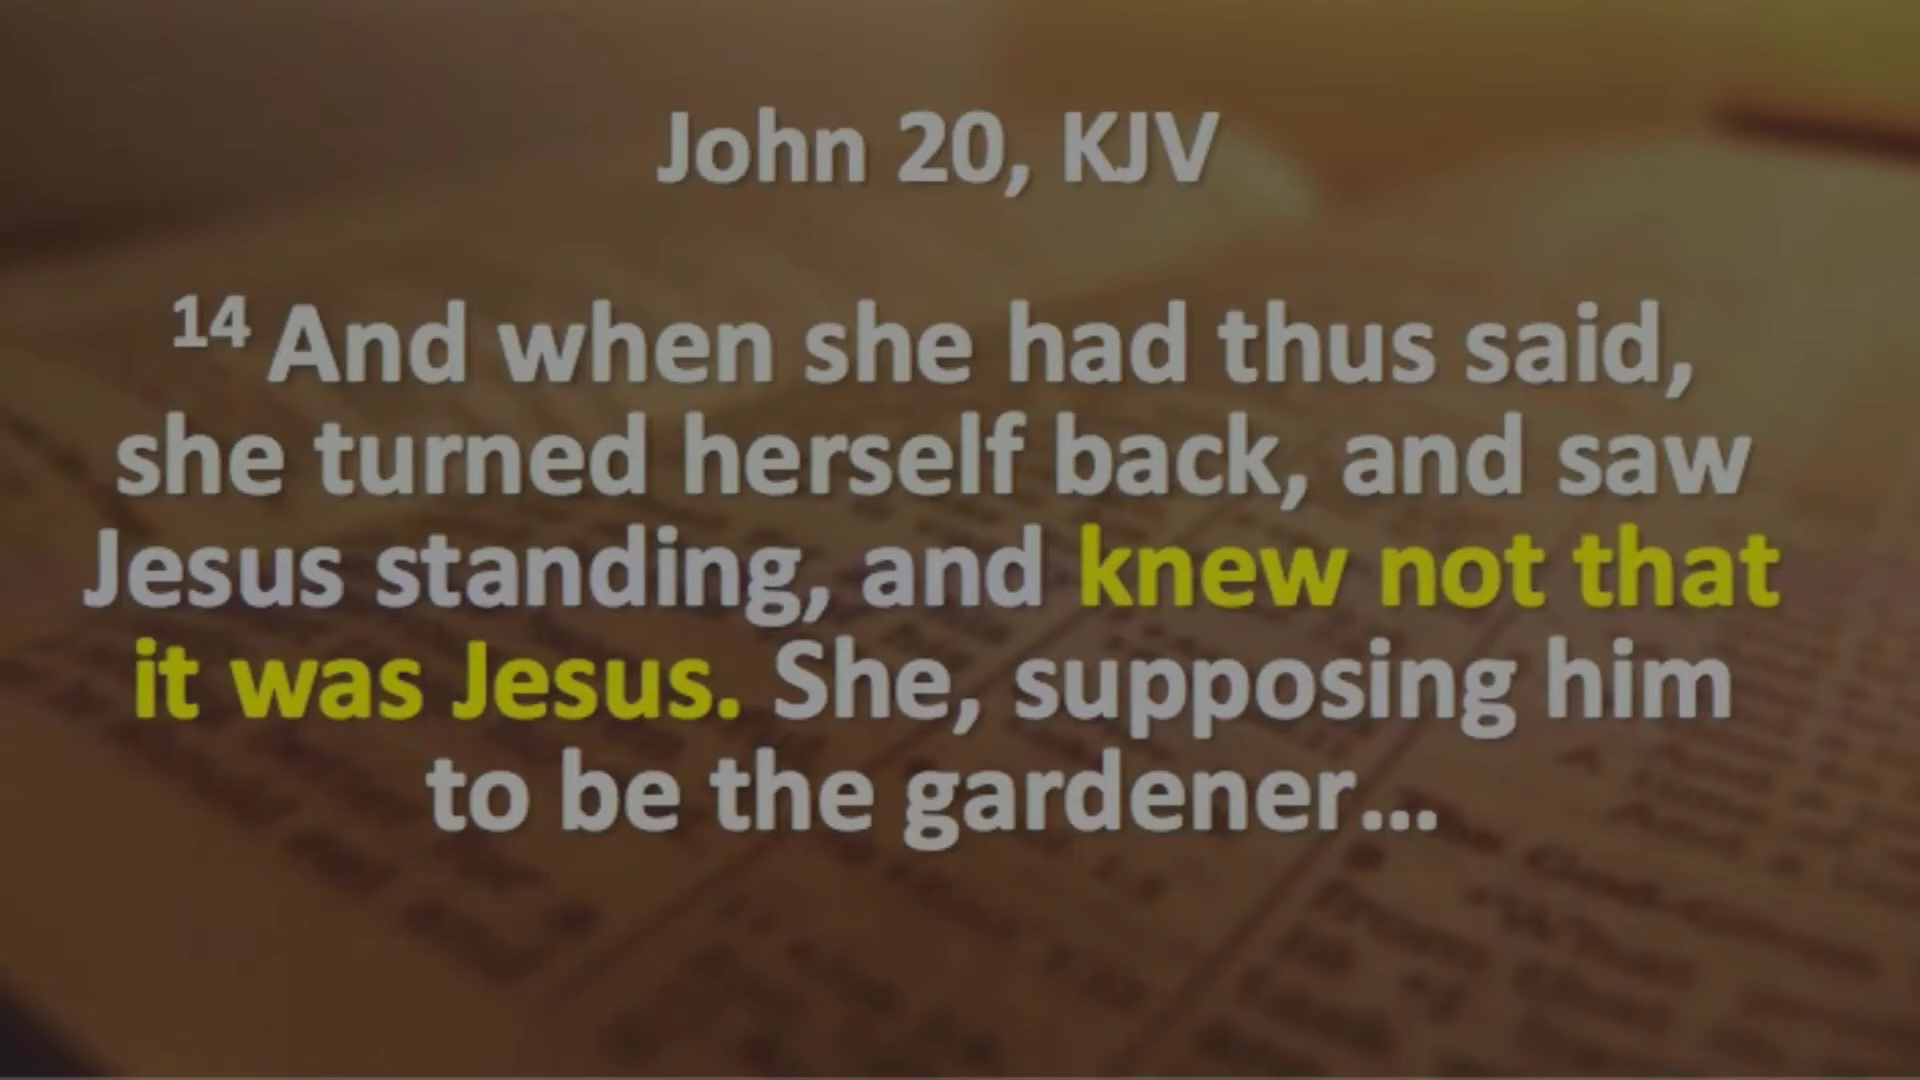 John 20, KJV
14 And when she had thus said,
she turned herself back, and saw
Jesus standing, and knew not that
it was Jesus. She, supposing him
to be the gardener...